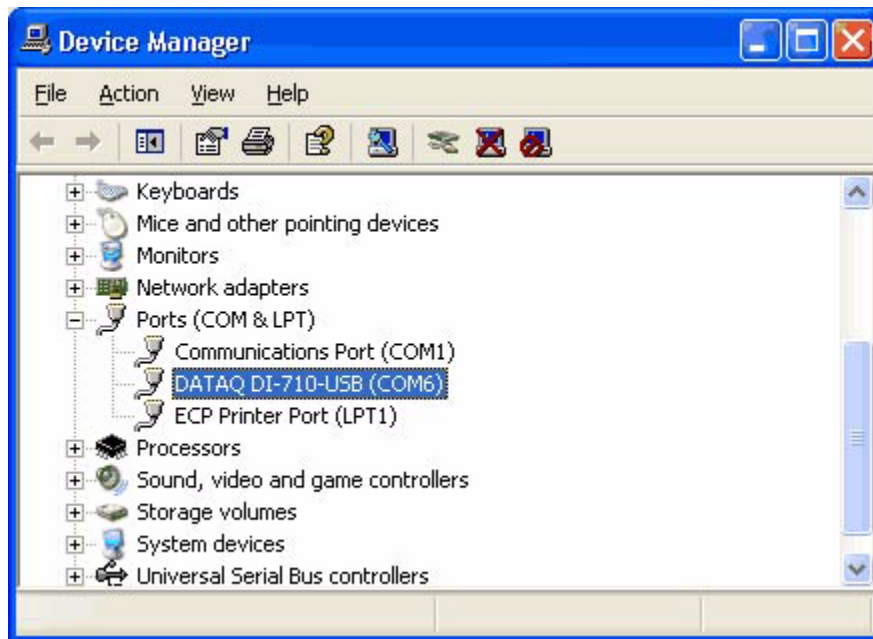 Device Manager
File Action View Help
Keyboards
Mice and other pointing devices
Monitors
Network adapters
Ports (COM & LPT)
Communications Port (COM1)
DATAQ DI-710-USB (COM6)
ECP Printer Port (LPT1)
Processors
Sound, video and game controllers
Storage volumes
System devices
Universal Serial Bus controllers